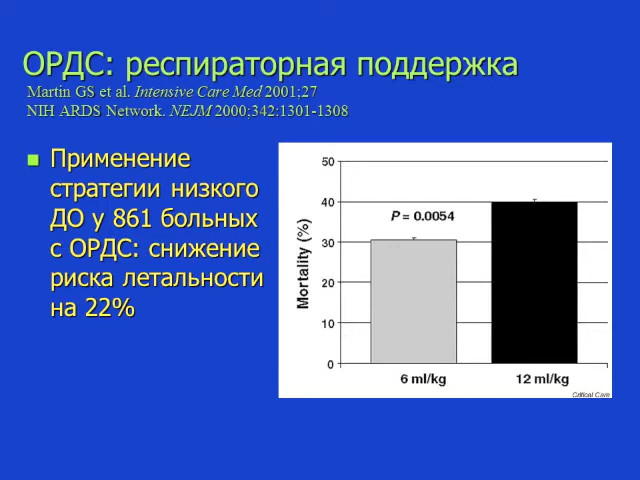 ОРДС: респираторная поддержка
Martin GS et al. Intensive Care Med 2001;27
NIH ARDS Network. NEJM 2000;342:1301-1308
Применение
стратегии низкого
ДО у 861 больных
с ОРДС: снижение
риска летальности
на 22%
Mortality (%)
50
40
30
20
10
0
P = 0.0054
6 ml/kg
12 ml/kg
Critical Care